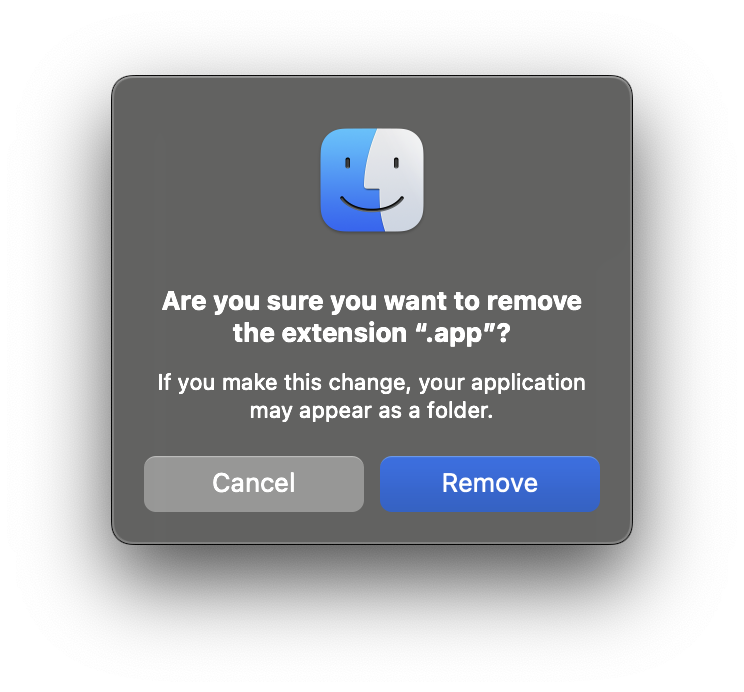 Are you sure you want to remove
the extension “.app”?
If you make this change, your application
may appear as a folder.
Cancel
Remove